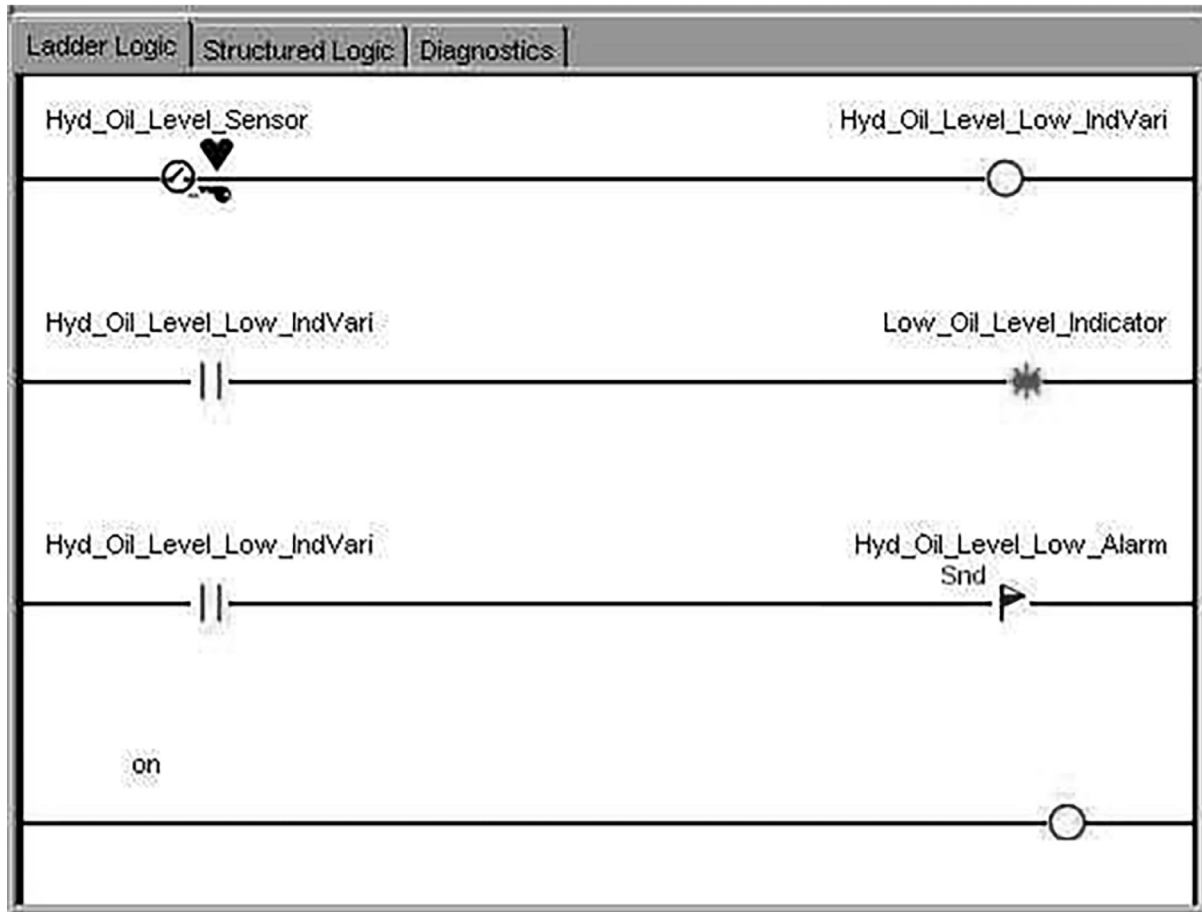 Ladder Logic Structured Logic Diagnostics
Hyd_Oil_Level_Sensor Hyd_Oil_Level_Low_IndVari
Hyd_Oil_Level_Low_IndVari Low_Oil_Level_Indicator
Hyd_Oil_Level_Low_IndVari Hyd_Oil_Level_Low_Alarm
Snd
on